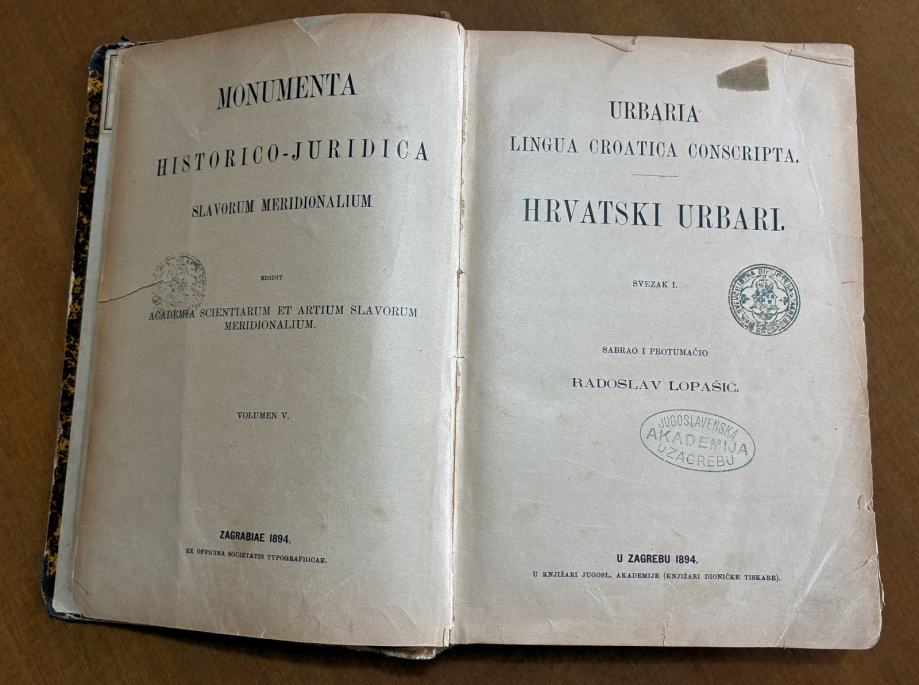 MONUMENTA
HISTORICO-JURIDICA
SLAVORUM MERIDIONALIUM
EDIDIT
ACADEMIA SCIENTIARUM ET ARTIUM SLAVORUM
MERIDIONALIUM.
VOLUMEN V.
ZAGRABIAE 1894.
EX OFFICINA SOCIETATIS TYPOGRAPHICAE.
URBARIA
LINGUA CROATICA CONSCRIPTA.
HRVATSKI URBARI.
SVEZAK I.
SABRAO I PROTUMAČIO
RADOSLAV LOPAŠIĆ.
JUGOSLAVENSKA
AKADEMIJA
U ZAGREBU
U ZAGREBU 1894.
U KNJIŽARI JUGOSL. AKADEMIJE (KNJIŽARI DIONIČKE TISKARE).